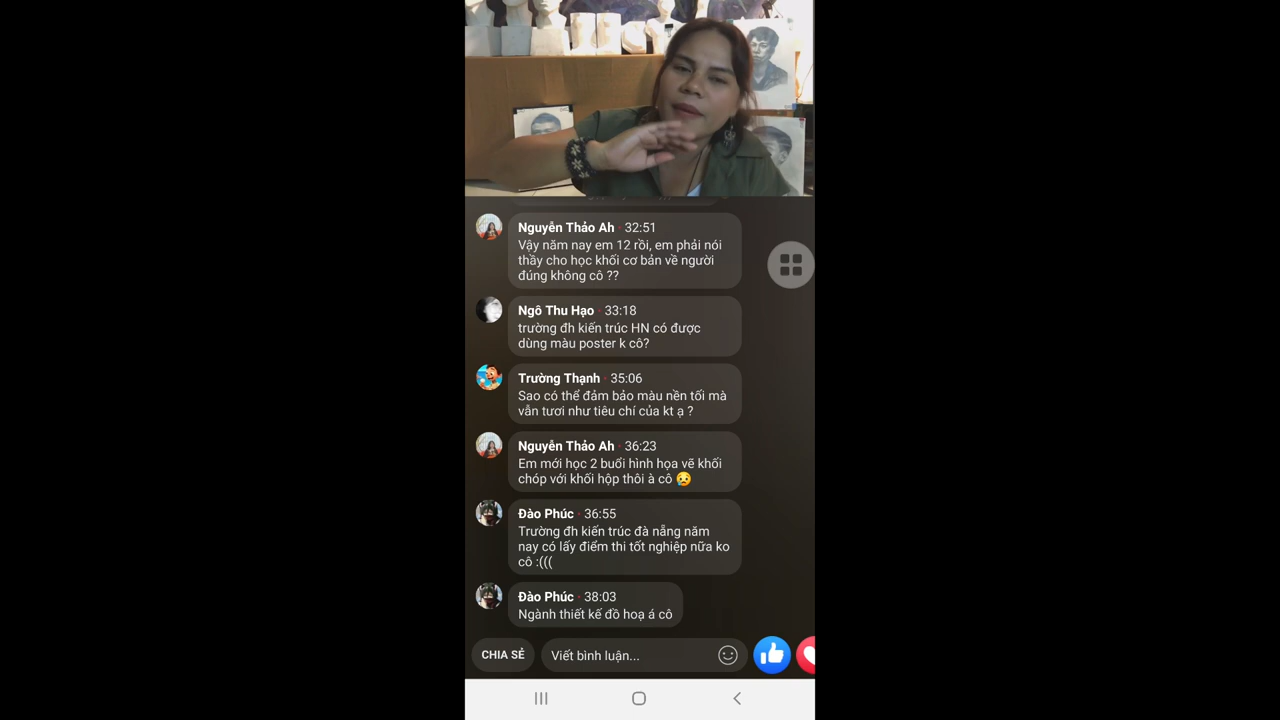 Nguyễn Thảo Ah · 32:51
Vậy năm nay em 12 rồi, em phải nói
thầy cho học khối cơ bản về người
đúng không cô ??
Ngô Thu Hạo · 33:18
trường đh kiến trúc HN có được
dùng màu poster k cô?
Trường Thạnh · 35:06
Sao có thể đảm bảo màu nền tối mà
vẫn tươi như tiêu chí của kt ạ ?
Nguyễn Thảo Ah · 36:23
Em mới học 2 buổi hình họa vẽ khối
chóp với khối hộp thôi à cô 😥
Đào Phúc · 36:55
Trường đh kiến trúc đà nẵng năm
nay có lấy điểm thi tốt nghiệp nữa ko
cô :(((
Đào Phúc · 38:03
Ngành thiết kế đồ hoạ á cô
CHIA SẺ
Viết bình luận...